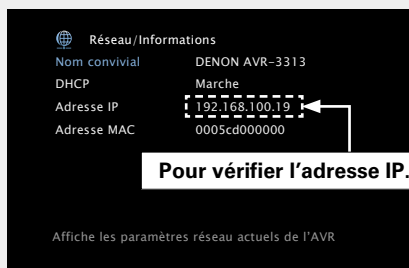 Réseau/Informations
Nom convivial DENON AVR-3313
DHCP Marche
Adresse IP 192.168.100.19
Adresse MAC 0005cd000000
Pour vérifier l'adresse IP.
Affiche les paramètres réseau actuels de l'AVR